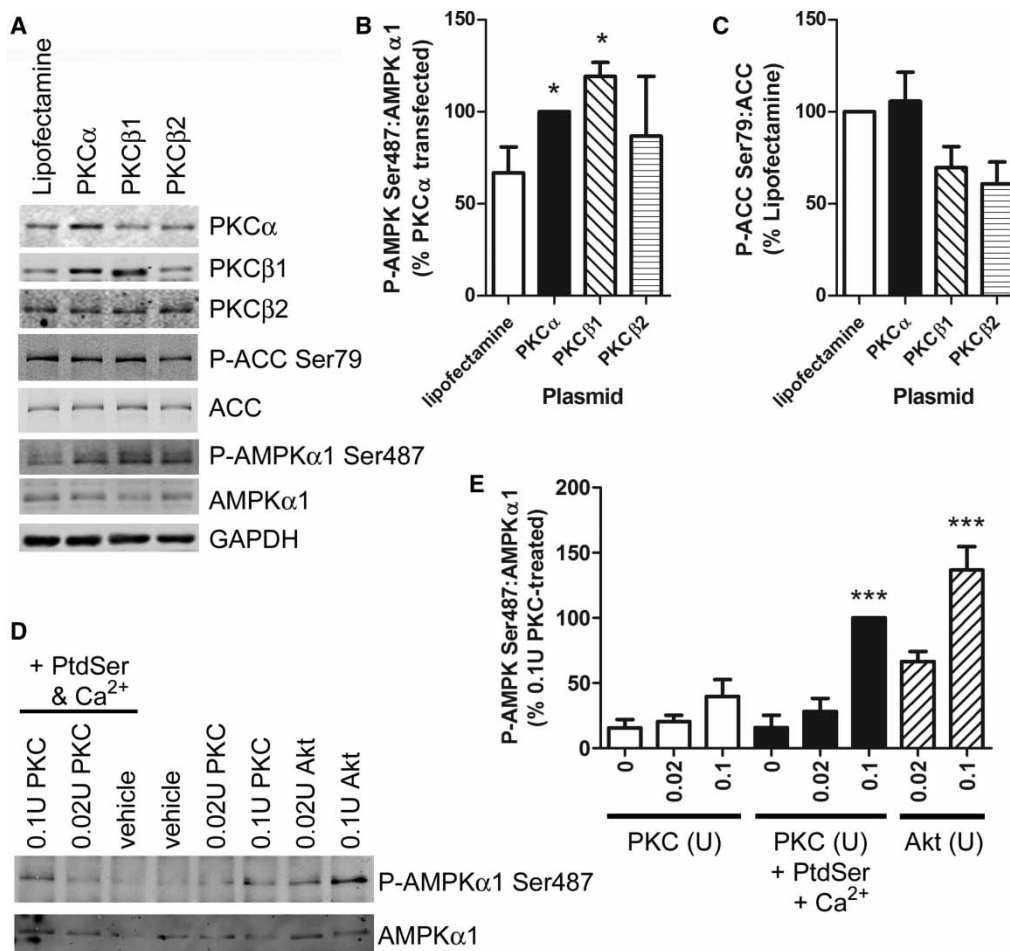 A
Lipofectamine
PKCα
PKCβ1
PKCβ2
PKCα
PKCβ1
PKCβ2
P-ACC Ser79
ACC
P-AMPKα1 Ser487
AMPKα1
GAPDH
B
P-AMPK Ser487:AMPK α1
(% PKCα transfected)
150
100
50
0
*
*
lipofectamine
PKCα
PKCβ1
PKCβ2
Plasmid
C
P-ACC Ser79:ACC
(% Lipofectamine)
150
100
50
0
lipofectamine
PKCα
PKCβ1
PKCβ2
Plasmid
D
+ PtdSer
& Ca2+
0.1U PKC
0.02U PKC
vehicle
vehicle
0.02U PKC
0.1U PKC
0.02U Akt
0.1U Akt
P-AMPKα1 Ser487
AMPKα1
E
P-AMPK Ser487:AMPKα1
(% 0.1U PKC-treated)
200
150
100
50
0
***
***
0
0.02
0.1
0
0.02
0.1
0.02
0.1
PKC (U)
PKC (U)
+ PtdSer
+ Ca2+
Akt (U)